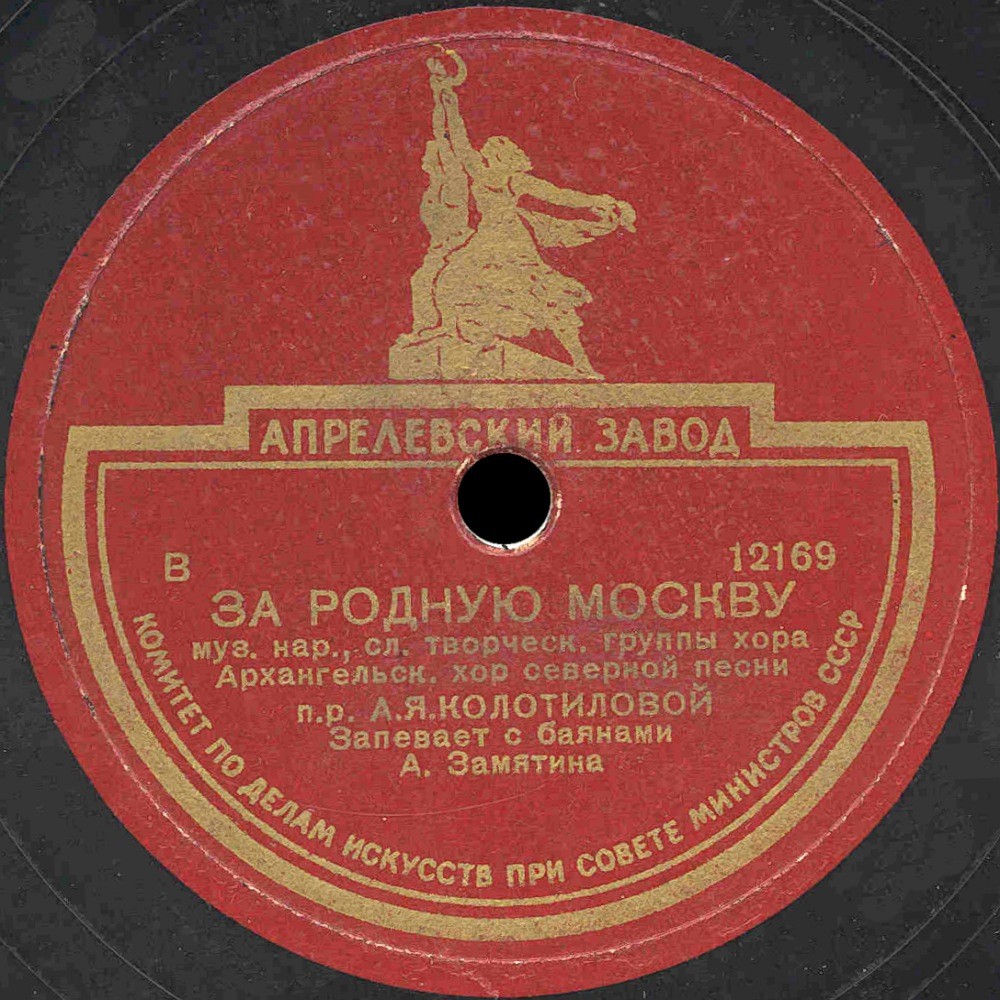 АПРЕЛЕВСКИЙ ЗАВОД
В 12169
ЗА РОДНУЮ МОСКВУ
муз. нар., сл. творческ. группы хора
Архангельск. хор северной песни
п.р. А.Я.КОЛОТИЛОВОЙ
Запевает с баянами
А. Замятина
КОМИТЕТ ПО ДЕЛАМ ИСКУССТВ ПРИ СОВЕТЕ МИНИСТРОВ СССР